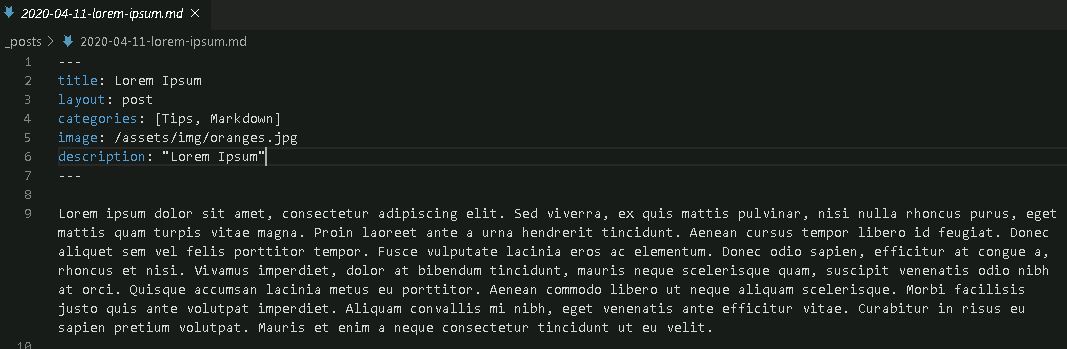 2020-04-11-lorem-ipsum.md ×
_posts > 2020-04-11-lorem-ipsum.md
1 ---
2 title: Lorem Ipsum
3 layout: post
4 categories: [Tips, Markdown]
5 image: /assets/img/oranges.jpg
6 description: "Lorem Ipsum"
7 ---
8
9 Lorem ipsum dolor sit amet, consectetur adipiscing elit. Sed viverra, ex quis mattis pulvinar, nisi nulla rhoncus purus, eget
mattis quam turpis vitae magna. Proin laoreet ante a urna hendrerit tincidunt. Aenean cursus tempor libero id feugiat. Donec
aliquet sem vel felis porttitor tempor. Fusce vulputate lacinia eros ac elementum. Donec odio sapien, efficitur at congue a,
rhoncus et nisi. Vivamus imperdiet, dolor at bibendum tincidunt, mauris neque scelerisque quam, suscipit venenatis odio nibh
at orci. Quisque accumsan lacinia metus eu porttitor. Aenean commodo libero ut neque aliquam scelerisque. Morbi facilisis
justo quis ante volutpat imperdiet. Aliquam convallis mi nibh, eget venenatis ante efficitur vitae. Curabitur in risus eu
sapien pretium volutpat. Mauris et enim a neque consectetur tincidunt ut eu velit.
10